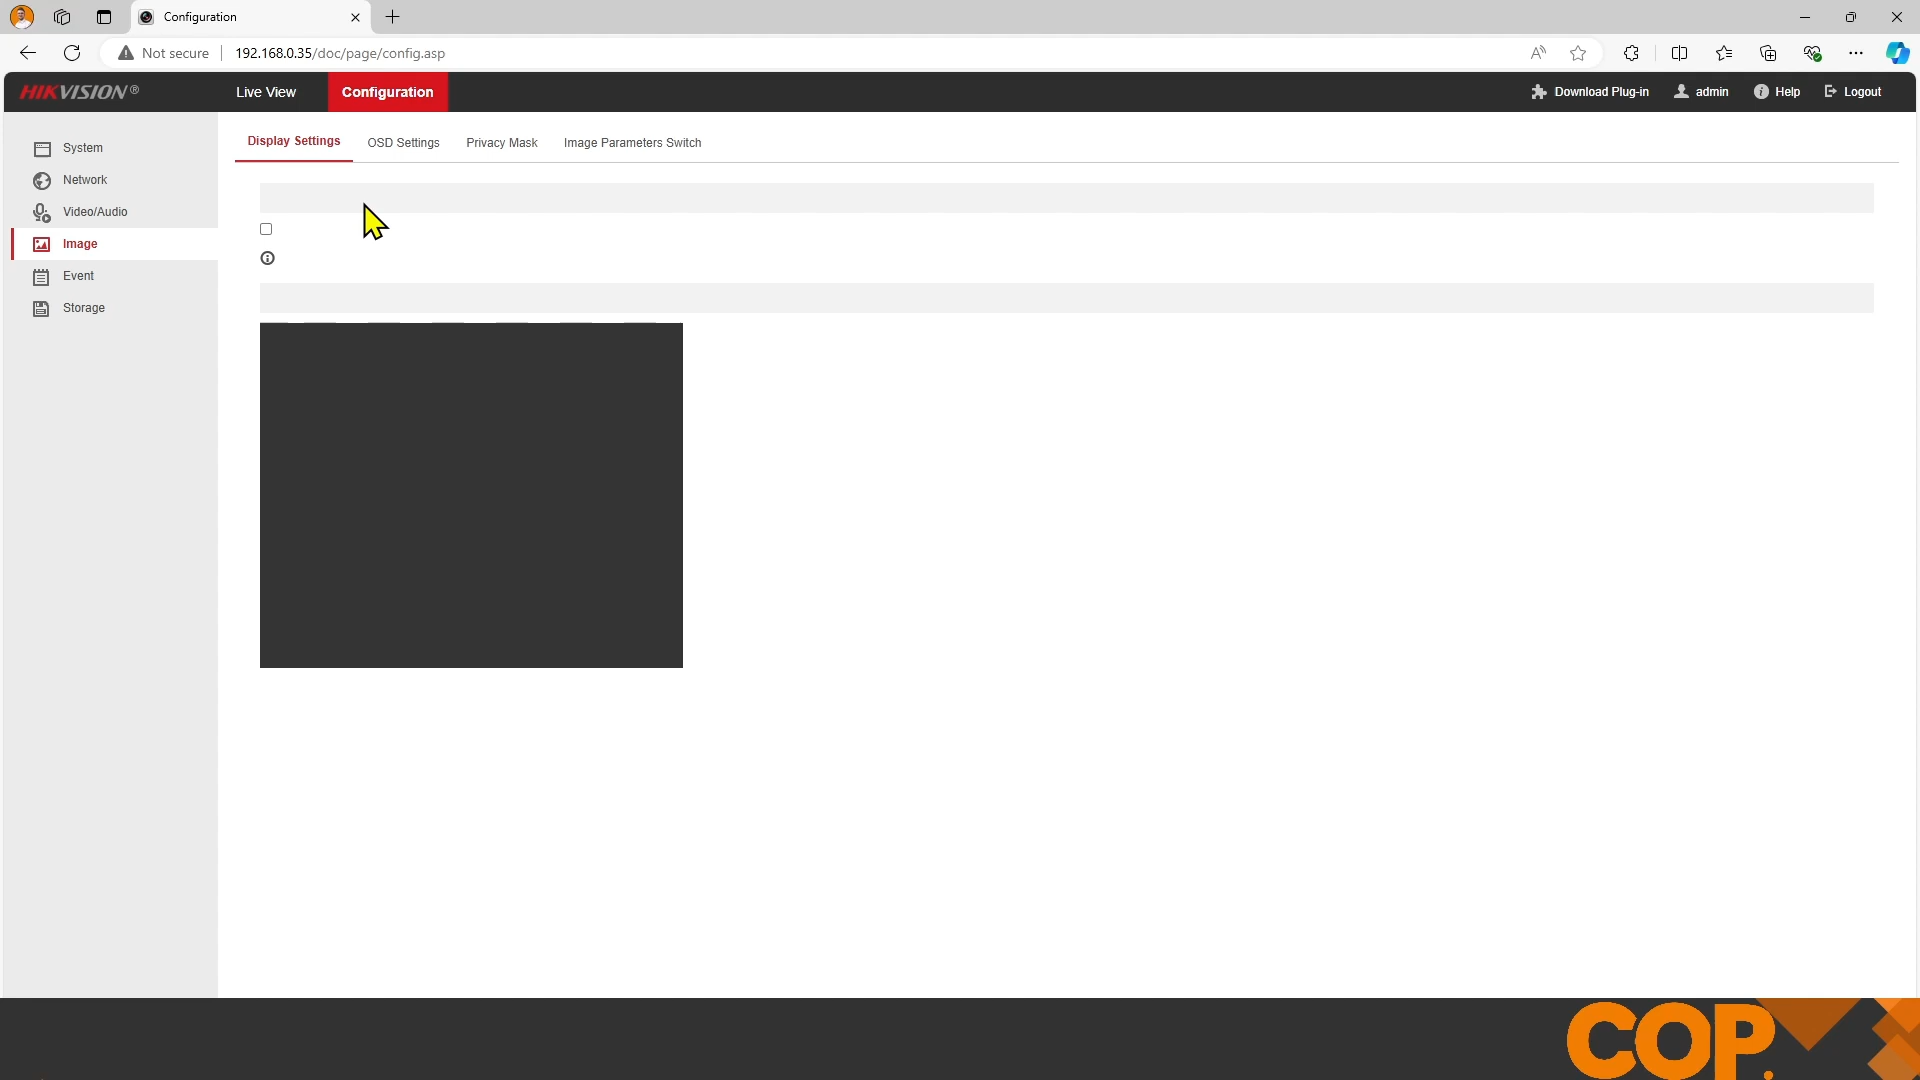 Configuration
Not secure 192.168.0.35/doc/page/config.asp
HIKVISION® Live View Configuration Download Plug-in admin Help Logout
Display Settings OSD Settings Privacy Mask Image Parameters Switch
System
Network
Video/Audio
Image
Event
Storage
COP.